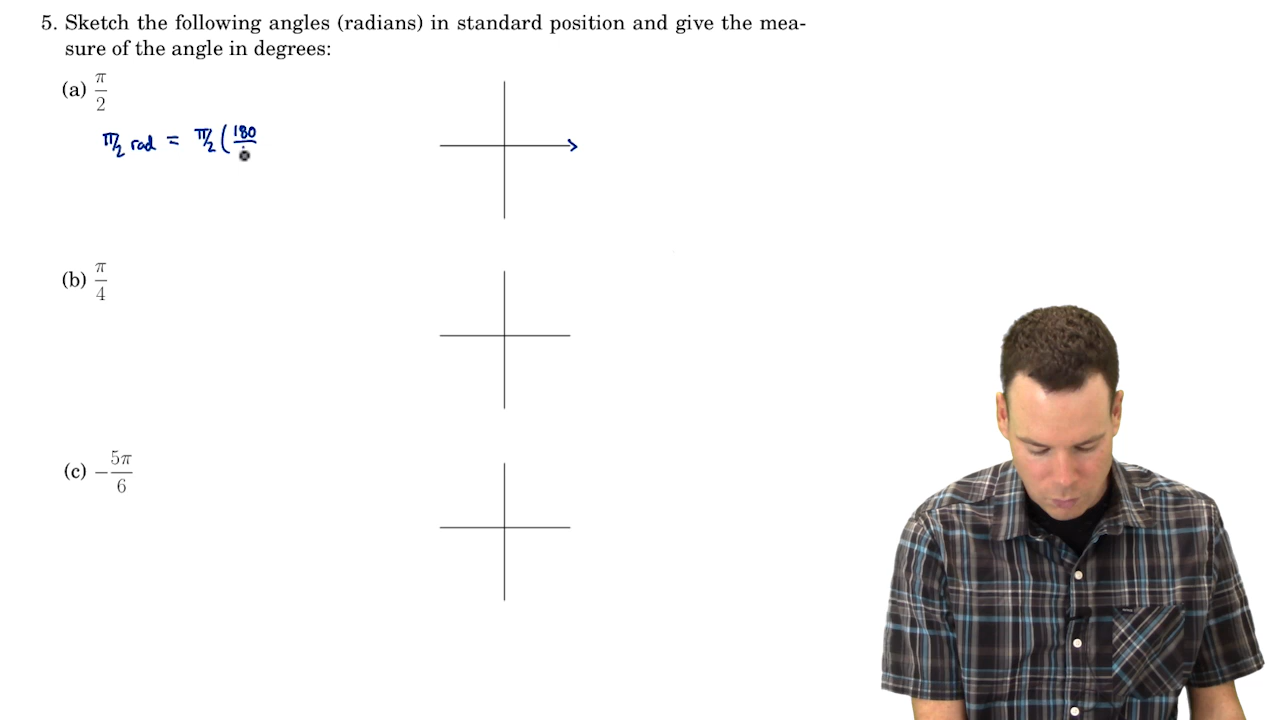 5. Sketch the following angles (radians) in standard position and give the mea-
sure of the angle in degrees:
(a) π/2
π/2 rad = π/2 (180
(b) π/4
(c) −5π/6